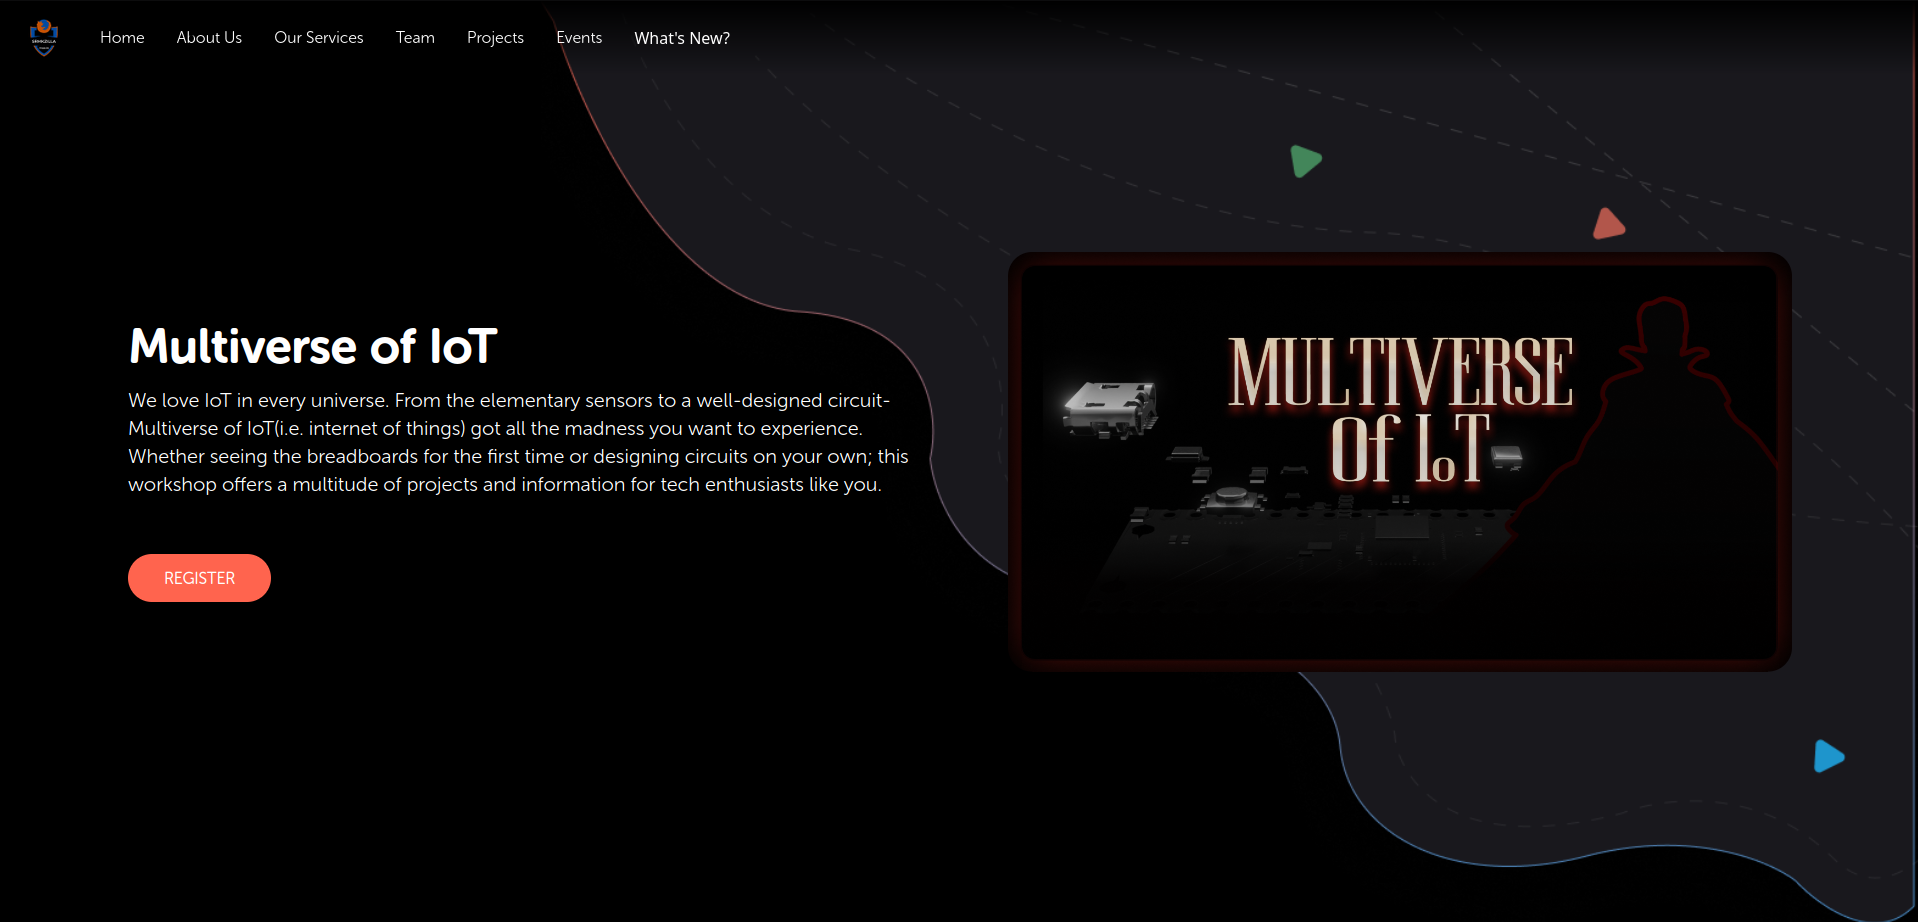 Home About Us Our Services Team Projects Events What's New?
Multiverse of IoT
We love IoT in every universe. From the elementary sensors to a well-designed circuit-
Multiverse of IoT(i.e. internet of things) got all the madness you want to experience.
Whether seeing the breadboards for the first time or designing circuits on your own; this
workshop offers a multitude of projects and information for tech enthusiasts like you.
REGISTER
MULTIVERSE
Of IoT